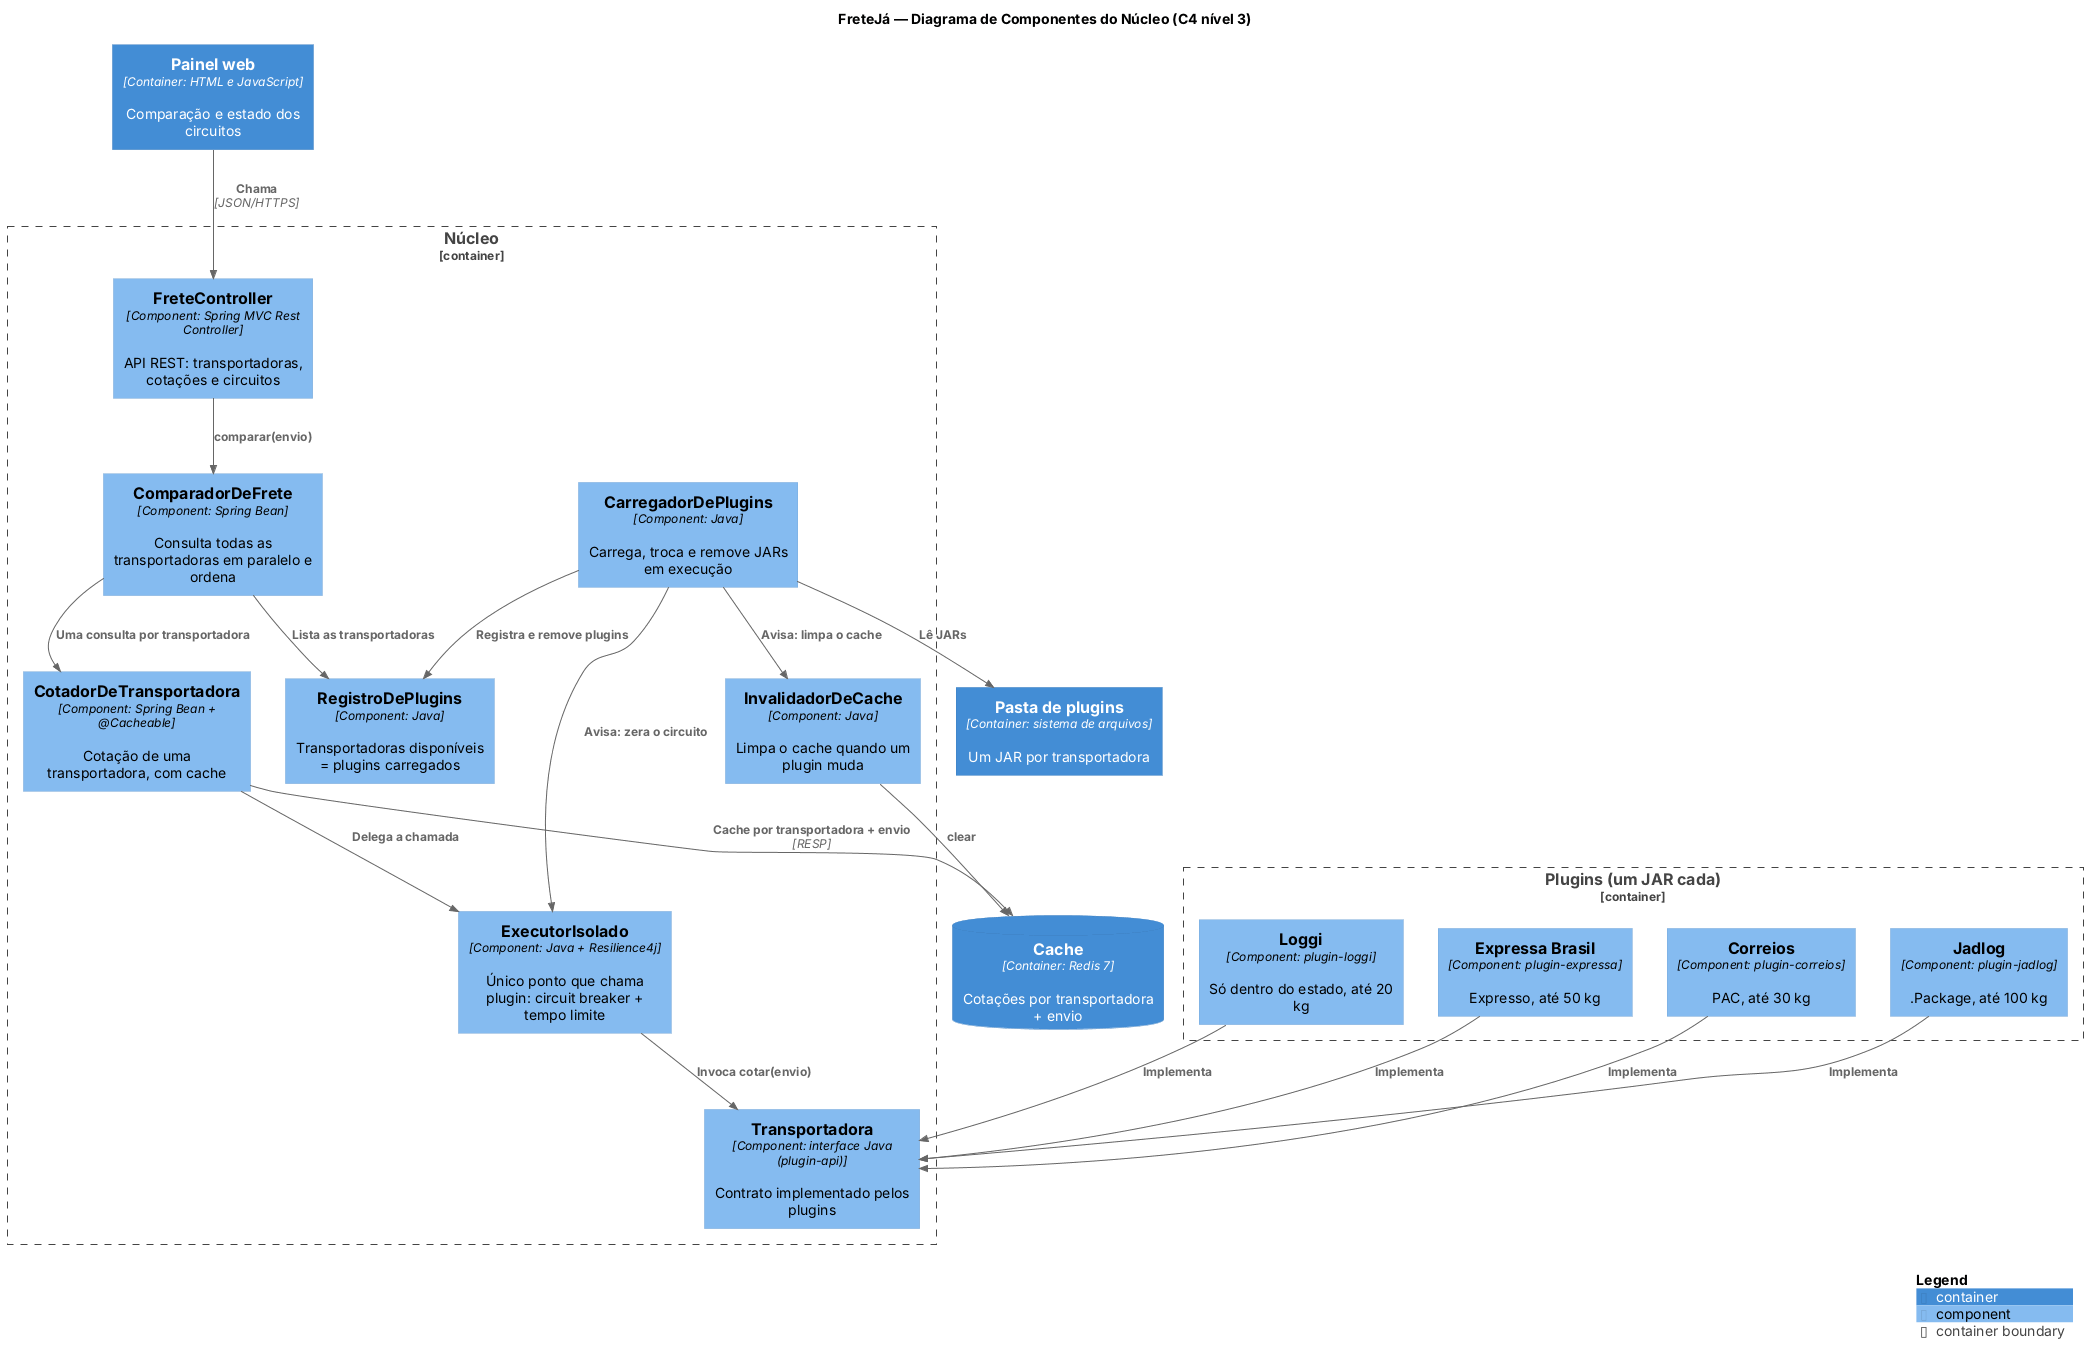 FreteJá — Diagrama de Componentes do Núcleo (C4 nível 3)
Painel web
[Container: HTML e JavaScript]
Comparação e estado dos
circuitos
Chama
[JSON/HTTPS]
Núcleo
[container]
FreteController
[Component: Spring MVC Rest
Controller]
API REST: transportadoras,
cotações e circuitos
comparar(envio)
ComparadorDeFrete
[Component: Spring Bean]
Consulta todas as
transportadoras em paralelo e
ordena
CarregadorDePlugins
[Component: Java]
Carrega, troca e remove JARs
em execução
Uma consulta por transportadora
Lista as transportadoras
Registra e remove plugins
Avisa: limpa o cache
Lê JARs
CotadorDeTransportadora
[Component: Spring Bean +
@Cacheable]
Cotação de uma
transportadora, com cache
RegistroDePlugins
[Component: Java]
Transportadoras disponíveis
= plugins carregados
Avisa: zera o circuito
InvalidadorDeCache
[Component: Java]
Limpa o cache quando um
plugin muda
Pasta de plugins
[Container: sistema de arquivos]
Um JAR por transportadora
Delega a chamada
Cache por transportadora + envio
[RESP]
clear
ExecutorIsolado
[Component: Java + Resilience4j]
Único ponto que chama
plugin: circuit breaker +
tempo limite
Cache
[Container: Redis 7]
Cotações por transportadora
+ envio
Plugins (um JAR cada)
[container]
Loggi
[Component: plugin-loggi]
Só dentro do estado, até 20
kg
Expressa Brasil
[Component: plugin-expressa]
Expresso, até 50 kg
Correios
[Component: plugin-correios]
PAC, até 30 kg
Jadlog
[Component: plugin-jadlog]
.Package, até 100 kg
Invoca cotar(envio)
Implementa
Implementa
Implementa
Implementa
Transportadora
[Component: interface Java
(plugin-api)]
Contrato implementado pelos
plugins
Legend
container
component
container boundary